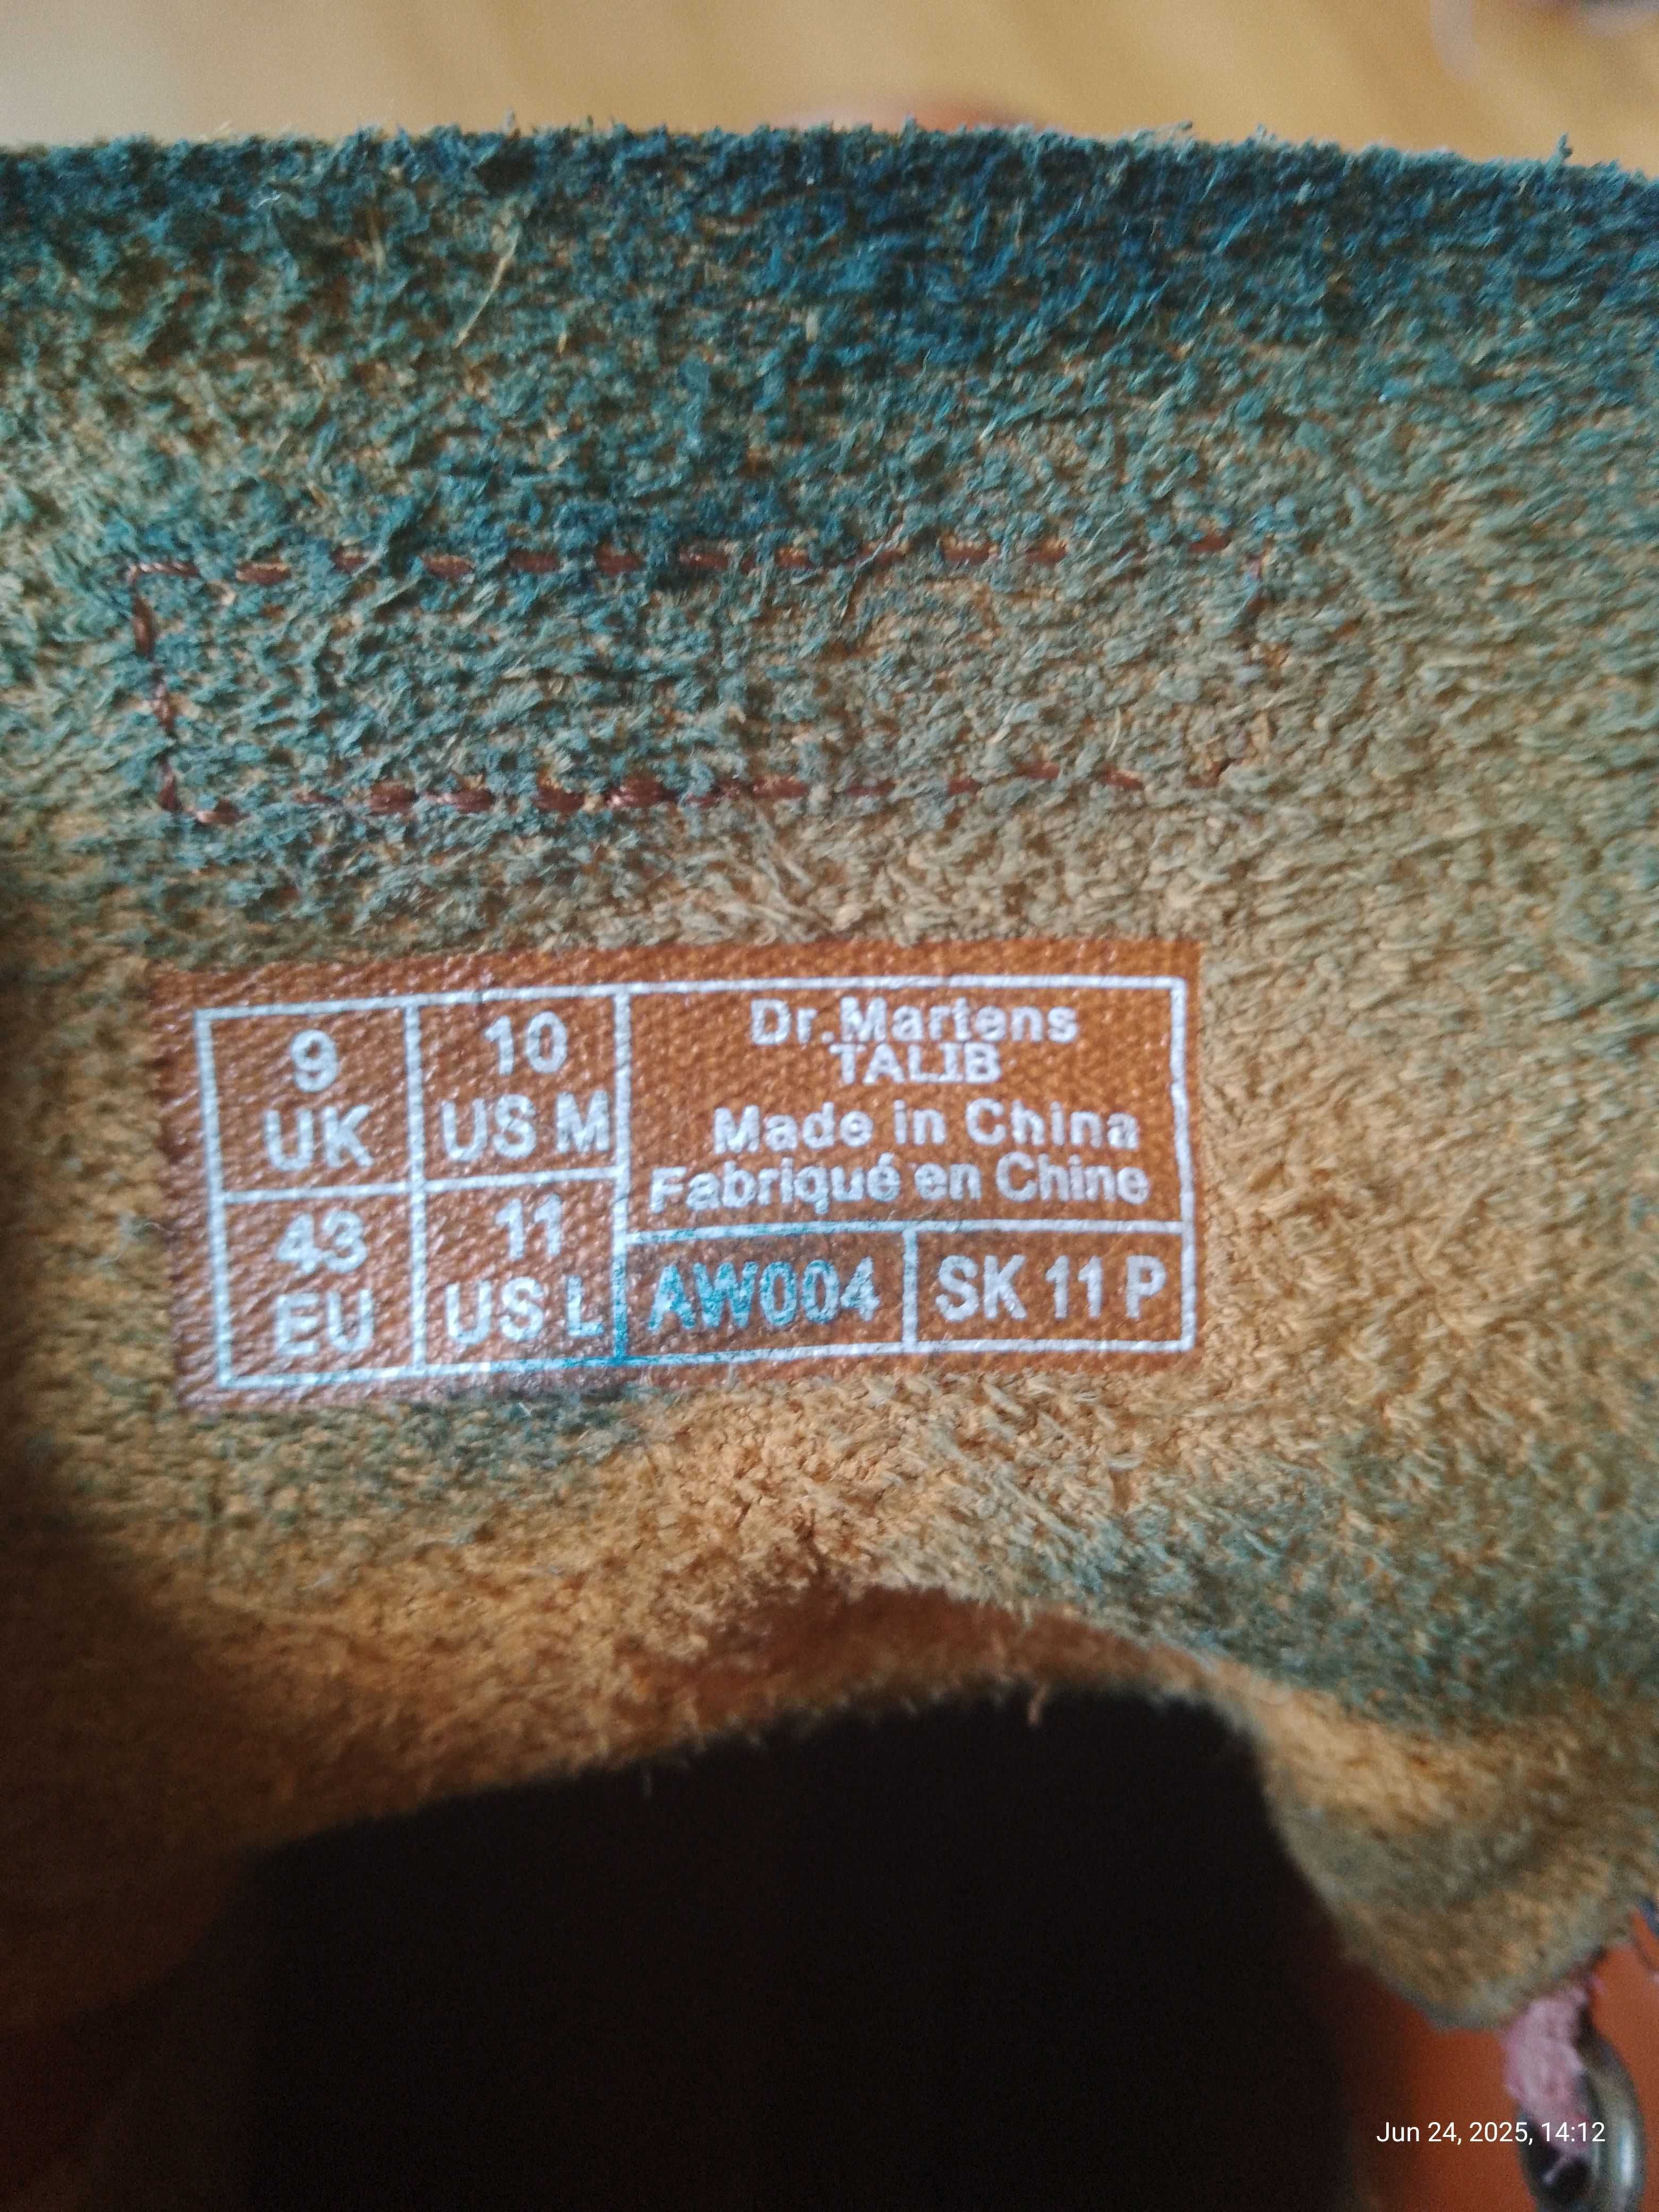 9
UK
10
US M
43
EU
11
US L
Dr.Martens
TALIB
Made in China
Fabriqué en Chine
AW004
SK 11 P
Jun 24, 2025, 14:12